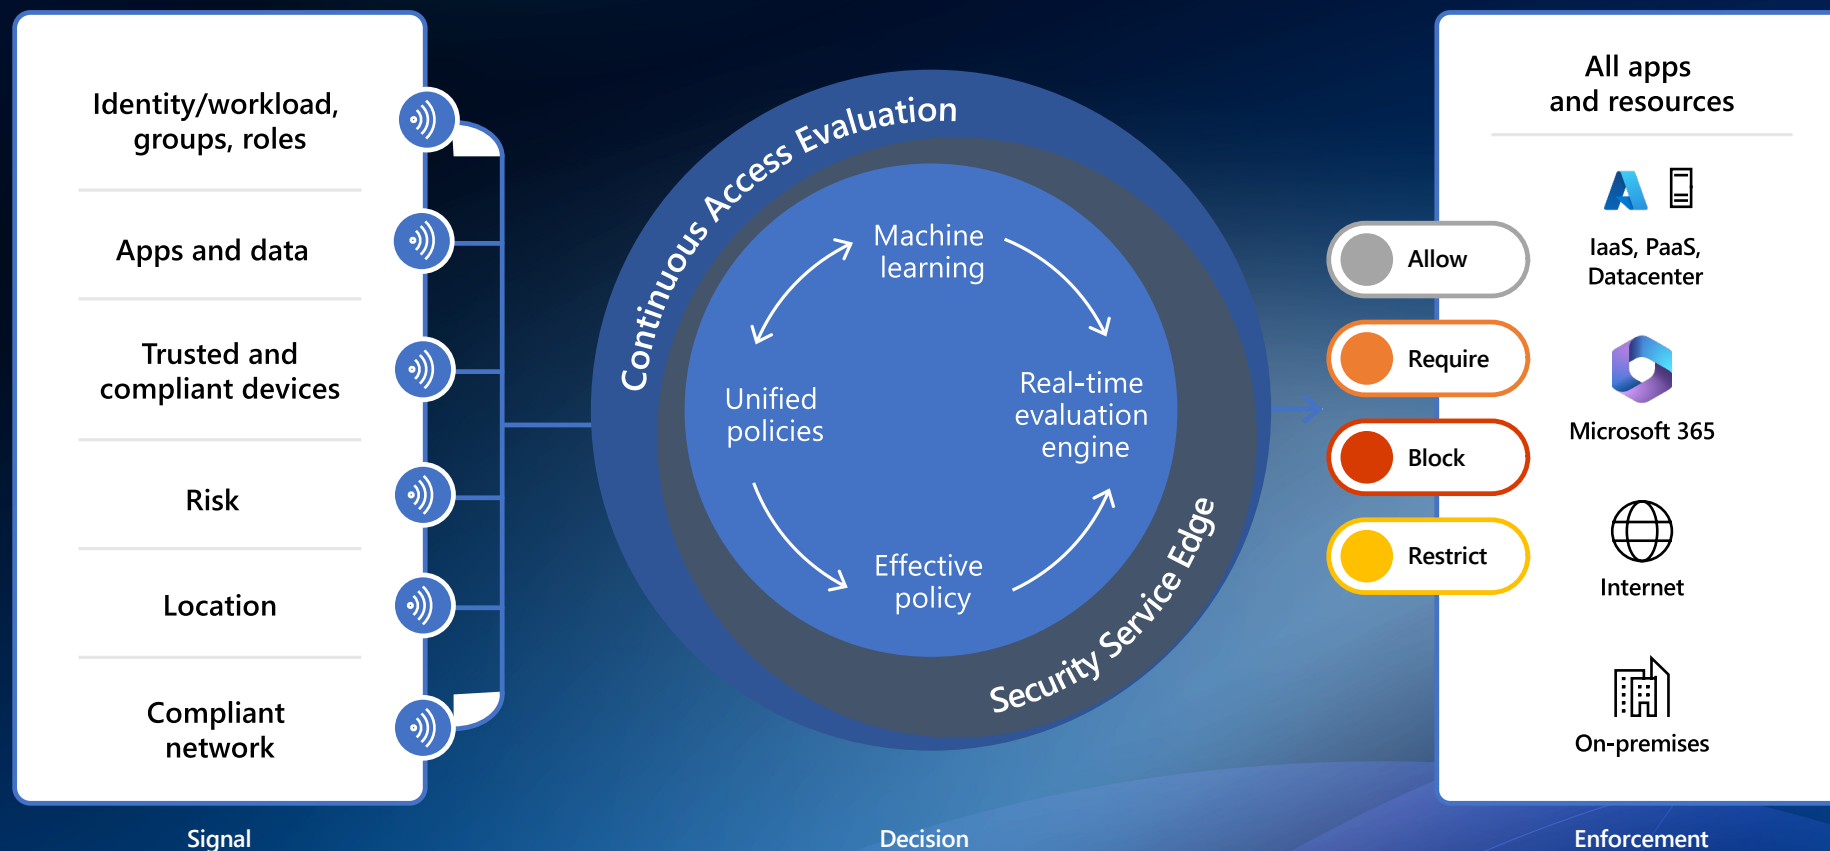 Identity/workload,
groups, roles
Apps and data
Trusted and
compliant devices
Risk
Location
Compliant
network
Signal
Continuous Access Evaluation
Machine
learning
Unified
policies
Real-time
evaluation
engine
Effective
policy
Security Service Edge
Decision
Allow
Require
Block
Restrict
All apps
and resources
IaaS, PaaS,
Datacenter
Microsoft 365
Internet
On-premises
Enforcement